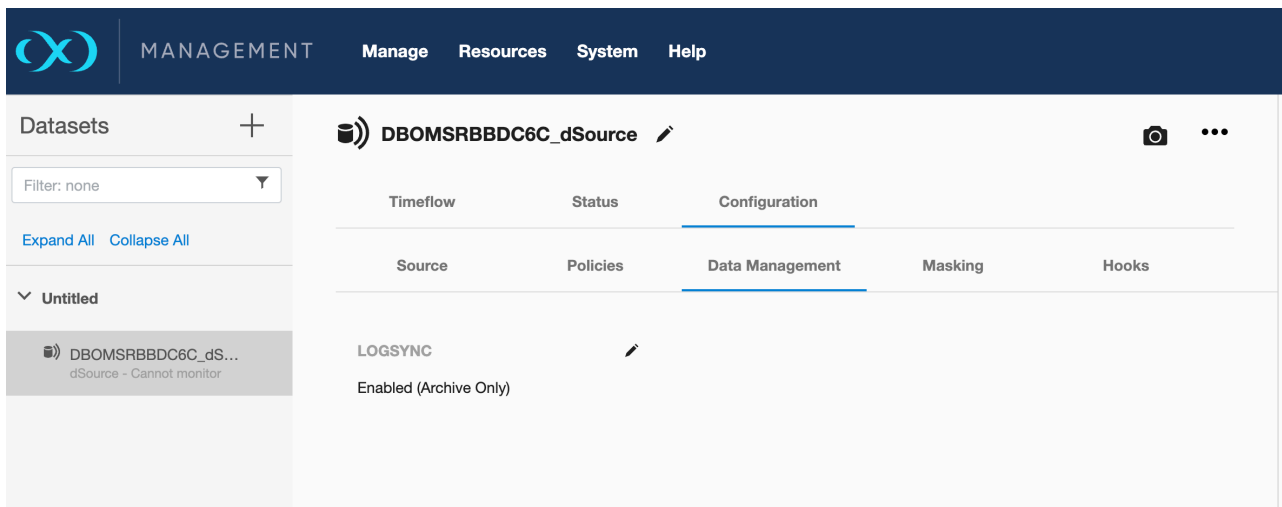 MANAGEMENT Manage Resources System Help
Datasets
DBOMSRBBDC6C_dSource
Filter: none
Timeflow Status Configuration
Expand All Collapse All
Source Policies Data Management Masking Hooks
Untitled
DBOMSRBBDC6C_dS...
dSource - Cannot monitor
LOGSYNC
Enabled (Archive Only)